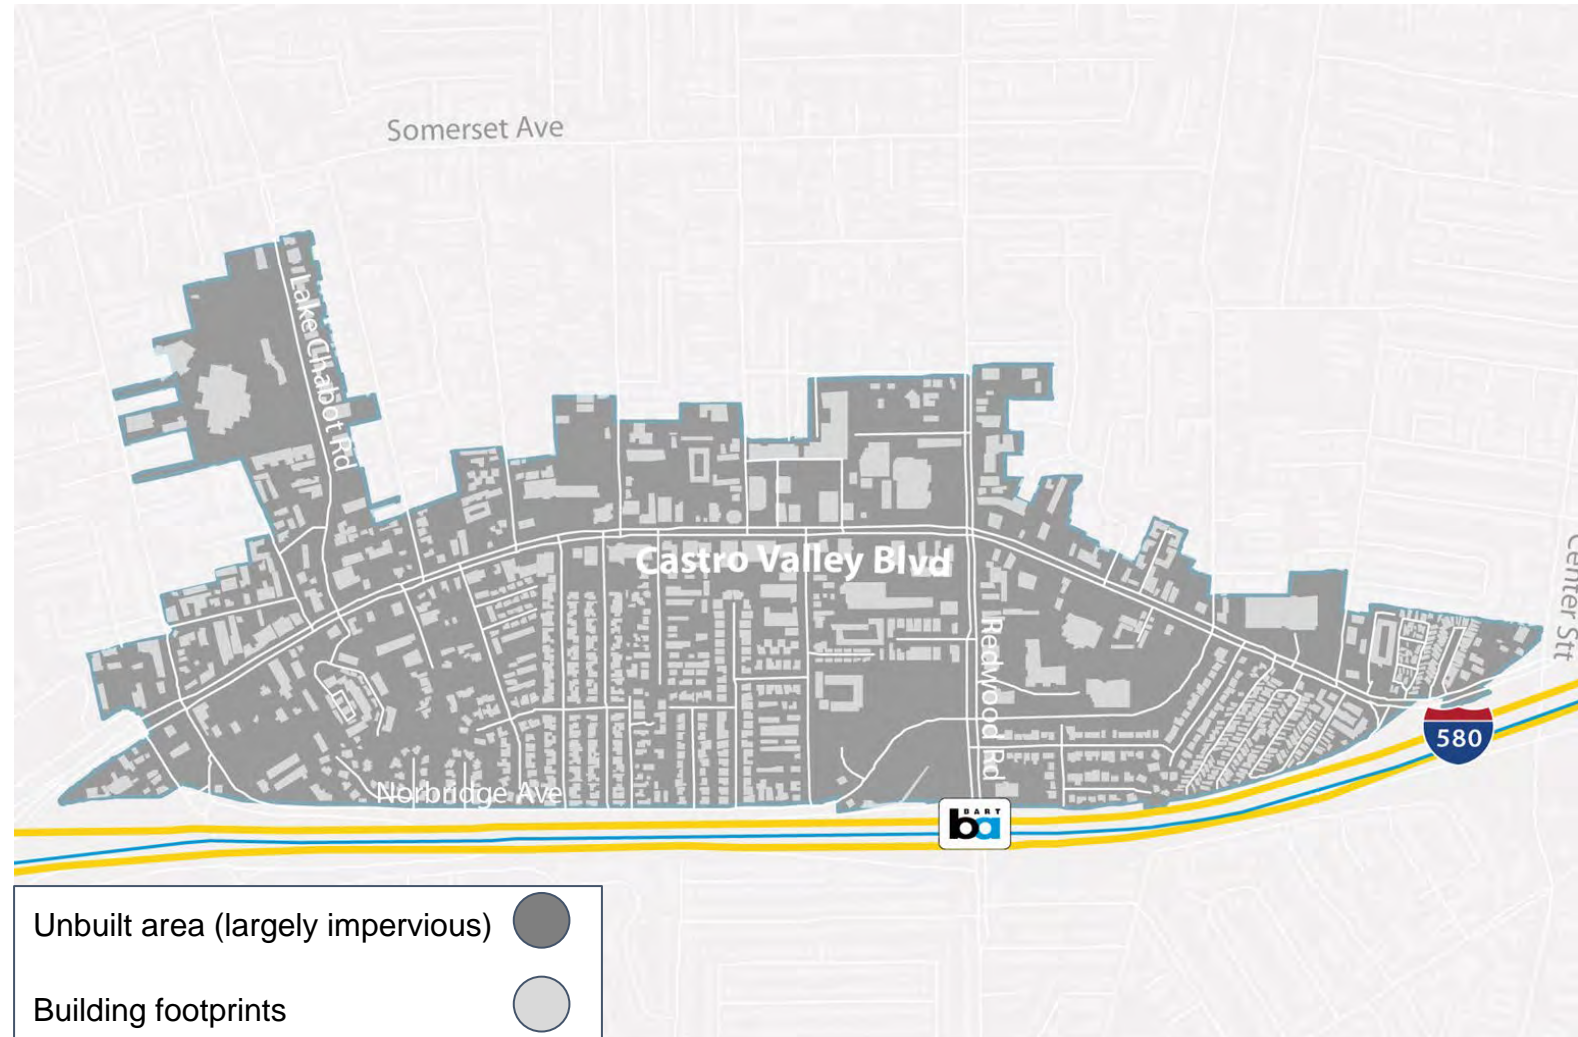 Somerset Ave
Lake Chabot Rd
Castro Valley Blvd
Redwood Rd
Center Stt
Norbridge Ave
580
BART
ba
Unbuilt area (largely impervious)
Building footprints